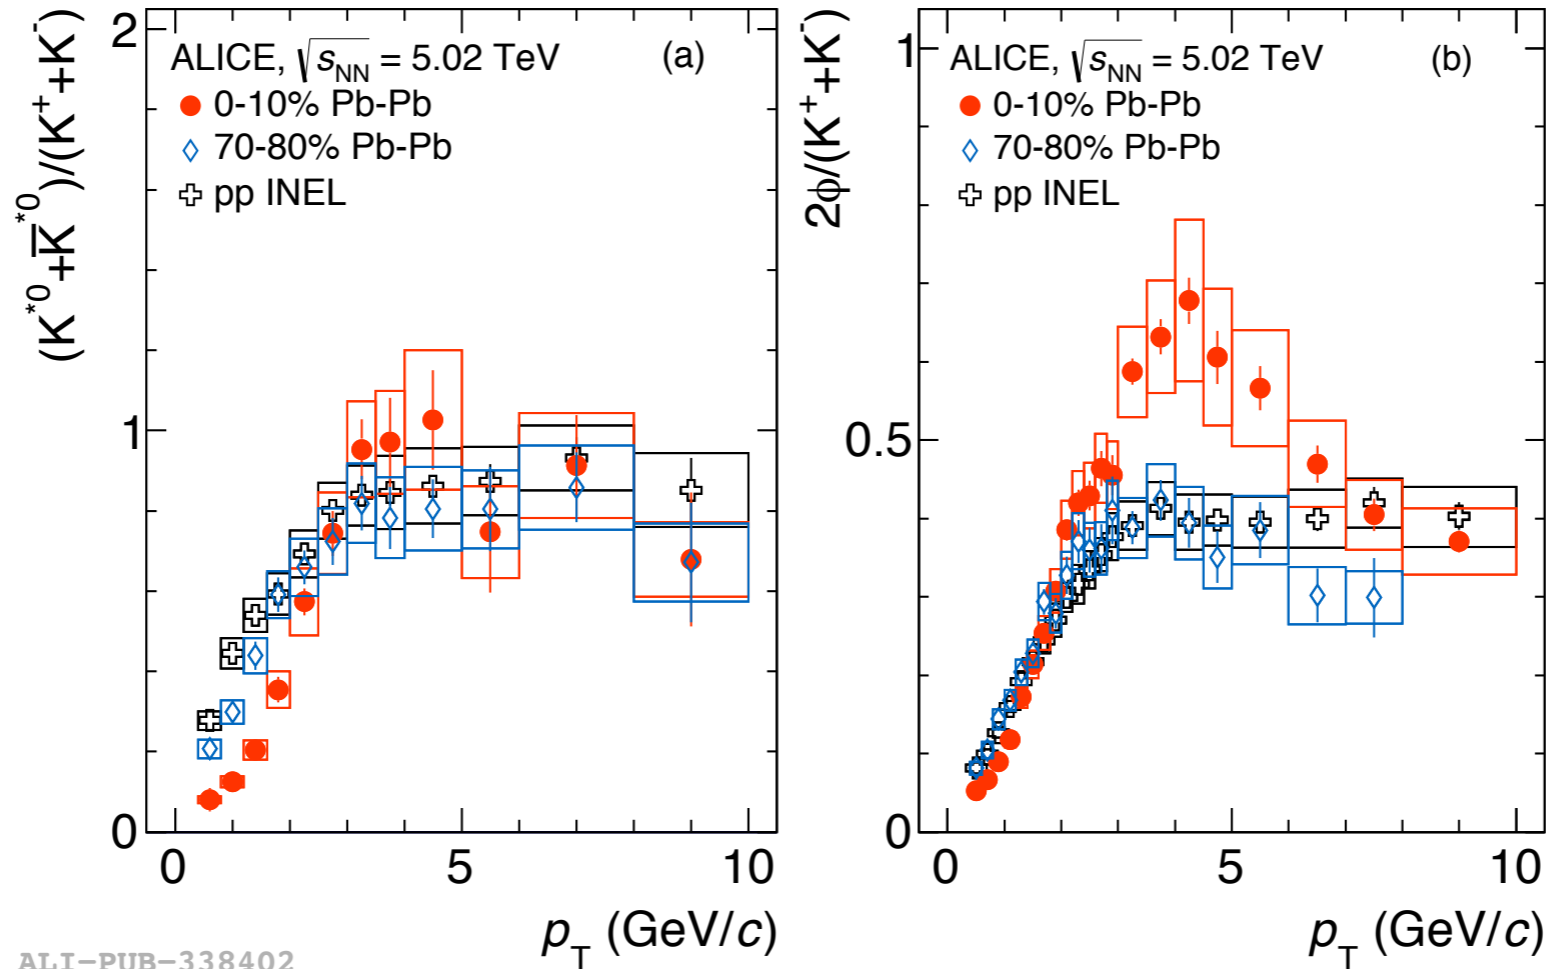 (K*0+K̅*0)/(K++K-)
2
1
0
ALICE, √sNN = 5.02 TeV
(a)
0-10% Pb-Pb
70-80% Pb-Pb
pp INEL
0
5
10
pT (GeV/c)
2ϕ/(K++K-)
1
0.5
0
ALICE, √sNN = 5.02 TeV
(b)
0-10% Pb-Pb
70-80% Pb-Pb
pp INEL
0
5
10
pT (GeV/c)
ALI-PUB-338402